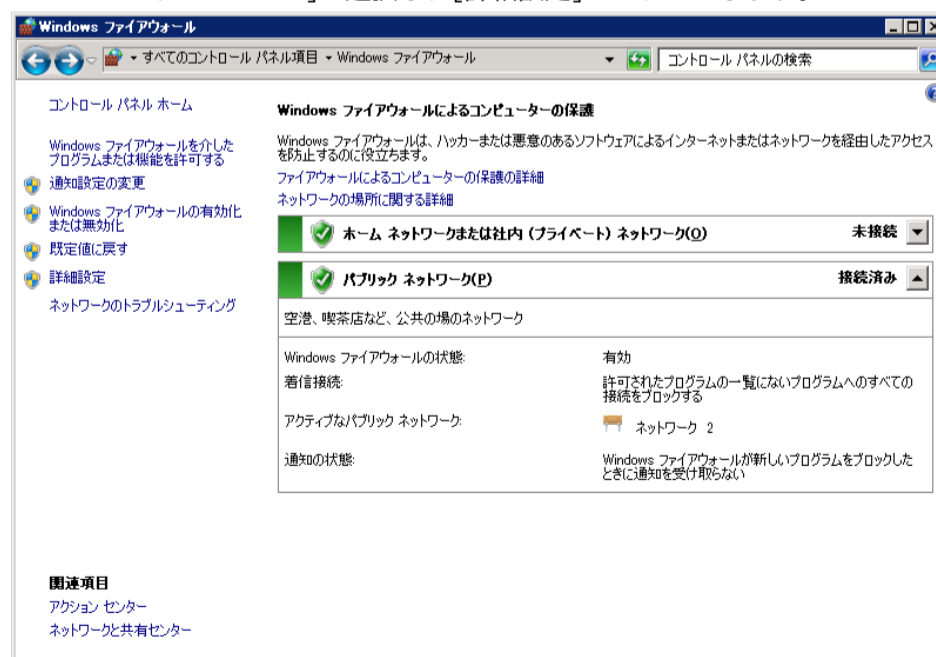 Windows ファイアウォール
すべてのコントロール パネル項目
Windows ファイアウォール
コントロール パネルの検索
コントロール パネル ホーム
Windows ファイアウォールを介した
プログラムまたは機能を許可する
通知設定の変更
Windows ファイアウォールの有効化
または無効化
既定値に戻す
詳細設定
ネットワークのトラブルシューティング
Windows ファイアウォールによるコンピューターの保護
Windows ファイアウォールは、ハッカーまたは悪意のあるソフトウェアによるインターネットまたはネットワークを経由したアクセス
を防止するのに役立ちます。
ファイアウォールによるコンピューターの保護の詳細
ネットワークの場所に関する詳細
ホーム ネットワークまたは社内 (プライベート) ネットワーク(O) 未接続
パブリック ネットワーク(P) 接続済み
空港、喫茶店など、公共の場のネットワーク
Windows ファイアウォールの状態: 有効
着信接続: 許可されたプログラムの一覧にないプログラムへのすべての
接続をブロックする
アクティブなパブリック ネットワーク: ネットワーク 2
通知の状態: Windows ファイアウォールが新しいプログラムをブロックした
ときに通知を受け取らない
関連項目
アクション センター
ネットワークと共有センター